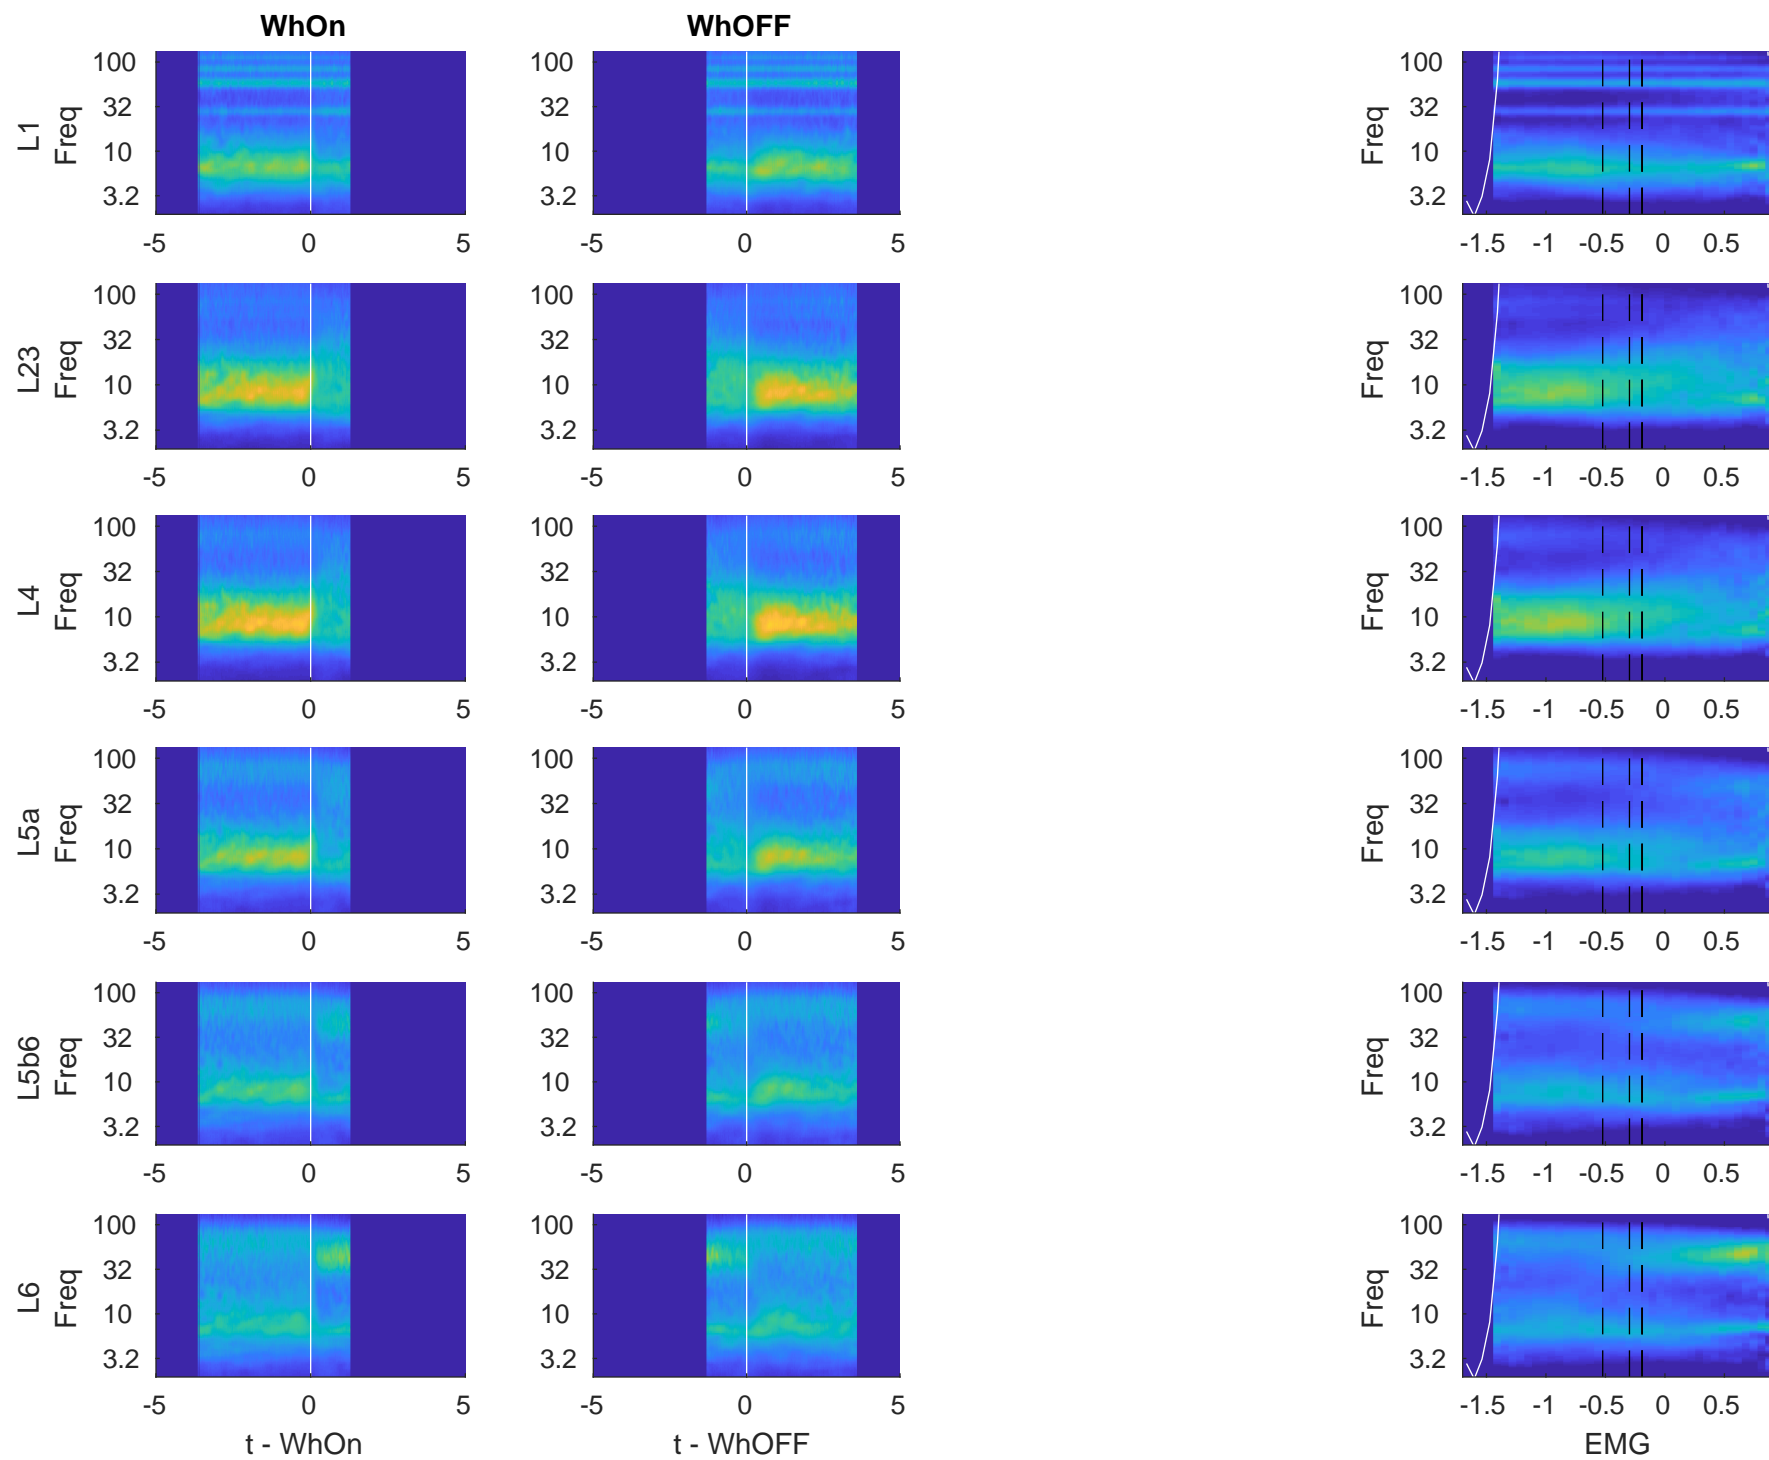 WhOn WhOFF
L1 Freq 100 32 10 3.2 100 32 10 3.2 Freq 100 32 10 3.2
-5 0 5 -5 0 5 -1.5 -1 -0.5 0 0.5
L23 Freq 100 32 10 3.2 100 32 10 3.2 Freq 100 32 10 3.2
-5 0 5 -5 0 5 -1.5 -1 -0.5 0 0.5
L4 Freq 100 32 10 3.2 100 32 10 3.2 Freq 100 32 10 3.2
-5 0 5 -5 0 5 -1.5 -1 -0.5 0 0.5
L5a Freq 100 32 10 3.2 100 32 10 3.2 Freq 100 32 10 3.2
-5 0 5 -5 0 5 -1.5 -1 -0.5 0 0.5
L5b6 Freq 100 32 10 3.2 100 32 10 3.2 Freq 100 32 10 3.2
-5 0 5 -5 0 5 -1.5 -1 -0.5 0 0.5
L6 Freq 100 32 10 3.2 100 32 10 3.2 Freq 100 32 10 3.2
-5 0 5 -5 0 5 -1.5 -1 -0.5 0 0.5
t - WhOn t - WhOFF EMG